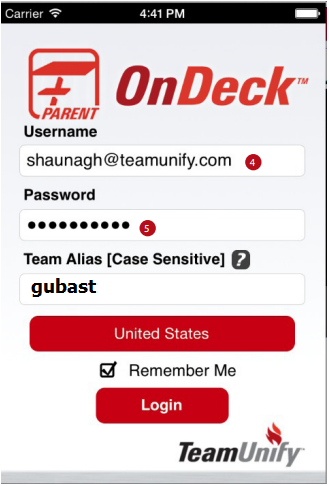 Carrier 4:41 PM
PARENT
OnDeck™
Username
shaunagh@teamunify.com 4
Password
•••••••••• 5
Team Alias [Case Sensitive] ?
gubast
United States
Remember Me
Login
TeamUnify